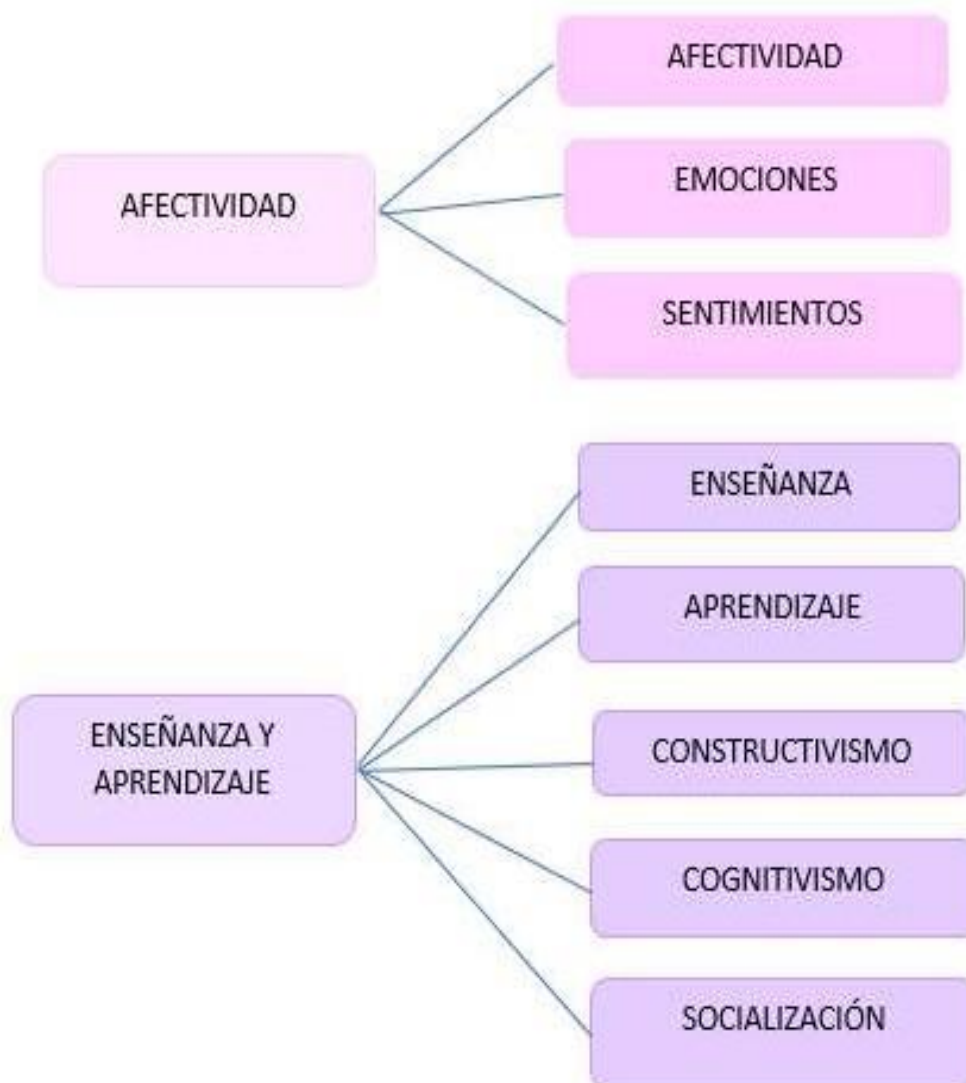 AFECTIVIDAD
AFECTIVIDAD
EMOCIONES
SENTIMIENTOS
ENSEÑANZA Y
APRENDIZAJE
ENSEÑANZA
APRENDIZAJE
CONSTRUCTIVISMO
COGNITIVISMO
SOCIALIZACIÓN